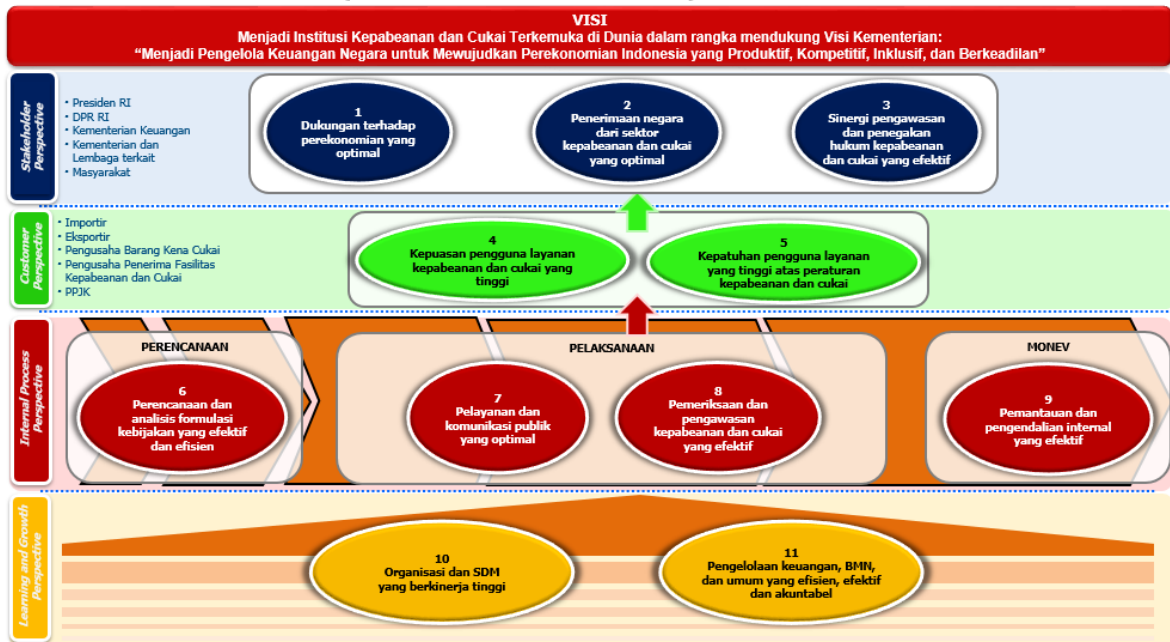 VISI
Menjadi Institusi Kepabeanan dan Cukai Terkemuka di Dunia dalam rangka mendukung Visi Kementerian:
“Menjadi Pengelola Keuangan Negara untuk Mewujudkan Perekonomian Indonesia yang Produktif, Kompetitif, Inklusif, dan Berkeadilan”
Stakeholder
Perspective
• Presiden RI
• DPR RI
• Kementerian Keuangan
• Kementerian dan
Lembaga terkait
• Masyarakat
1
Dukungan terhadap
perekonomian yang
optimal
2
Penerimaan negara
dari sektor
kepabeanan dan cukai
yang optimal
3
Sinergi pengawasan
dan penegakan
hukum kepabeanan
dan cukai yang efektif
Customer
Perspective
• Importir
• Eksportir
• Pengusaha Barang Kena Cukai
• Pengusaha Penerima Fasilitas
Kepabeanan dan Cukai
• PPJK
4
Kepuasan pengguna layanan
kepabeanan dan cukai yang
tinggi
5
Kepatuhan pengguna layanan
yang tinggi atas peraturan
kepabeanan dan cukai
Internal Process
Perspective
PERENCANAAN
6
Perencanaan dan
analisis formulasi
kebijakan yang efektif
dan efisien
PELAKSANAAN
7
Pelayanan dan
komunikasi publik
yang optimal
8
Pemeriksaan dan
pengawasan
kepabeanan dan cukai
yang efektif
MONEV
9
Pemantauan dan
pengendalian internal
yang efektif
Learning and Growth
Perspective
10
Organisasi dan SDM
yang berkinerja tinggi
11
Pengelolaan keuangan, BMN,
dan umum yang efisien, efektif
dan akuntabel